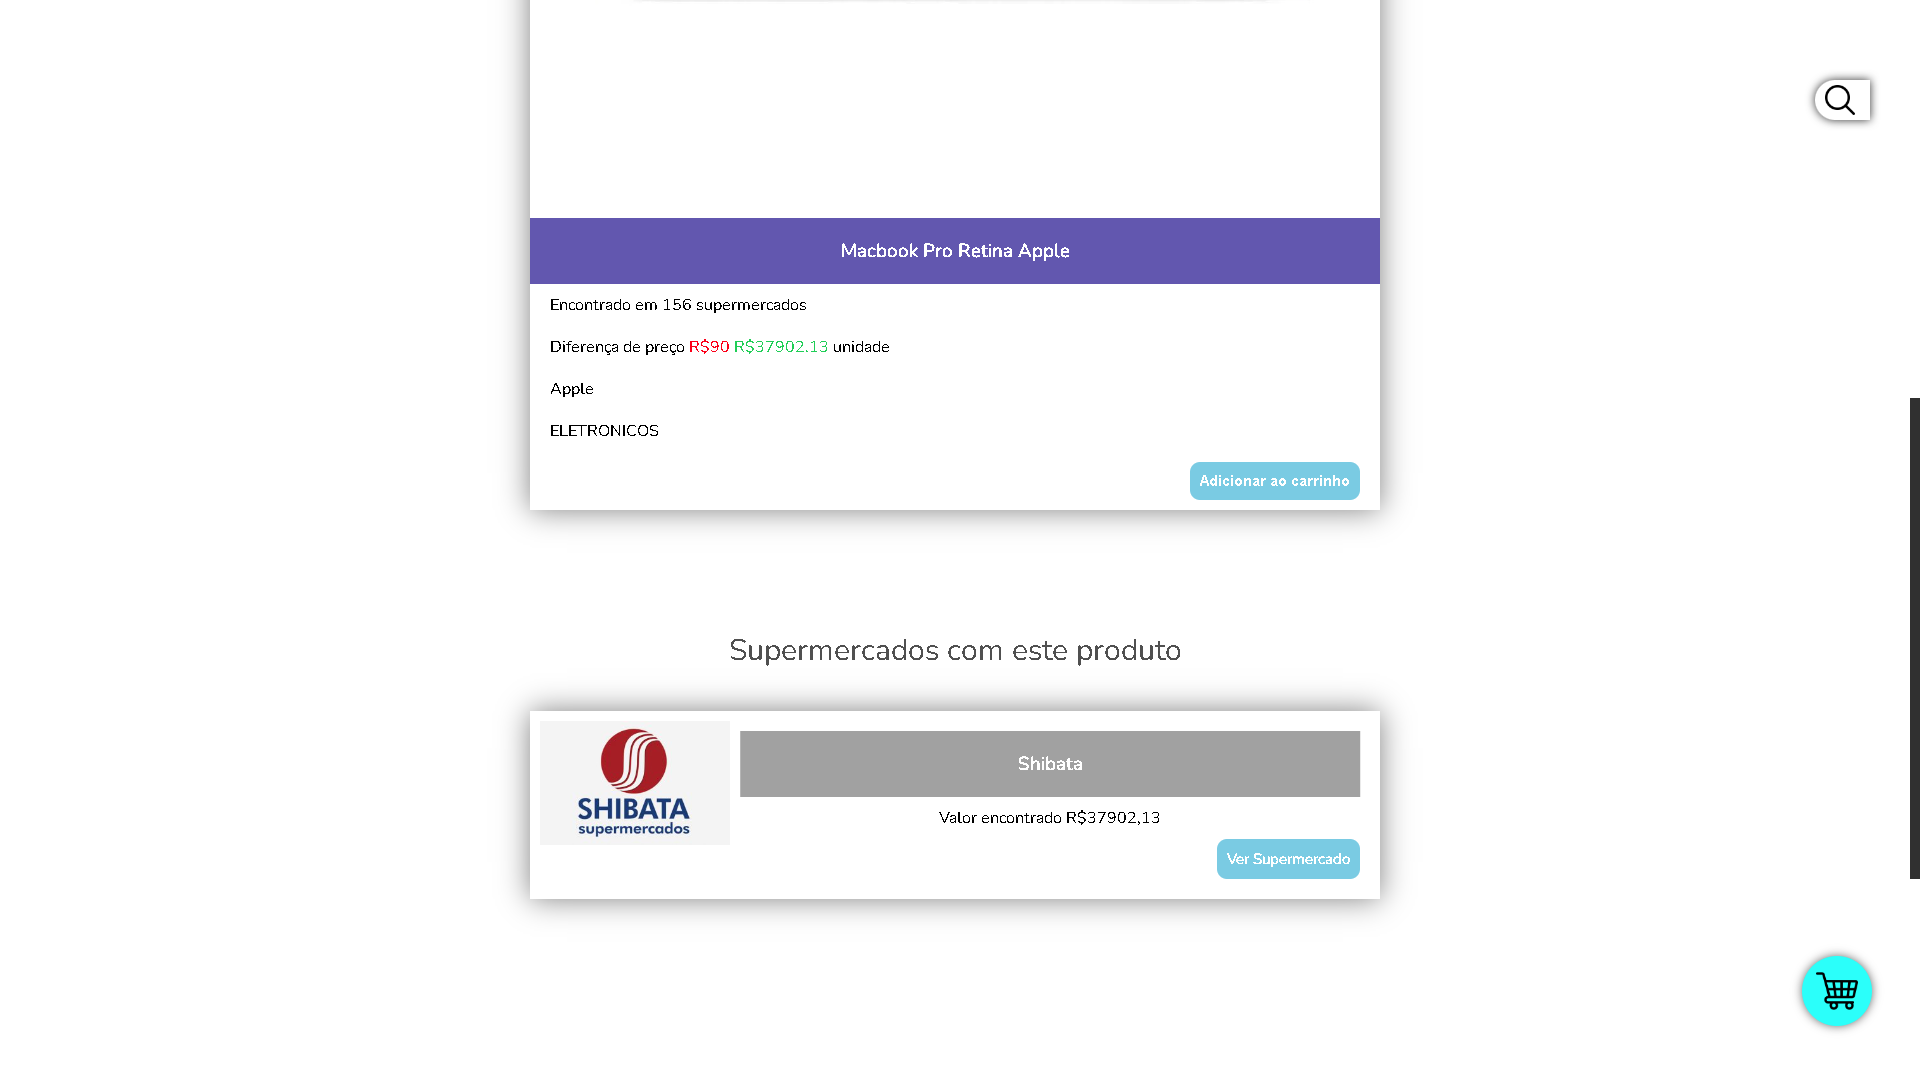 Macbook Pro Retina Apple
Encontrado em 156 supermercados
Diferença de preço R$90 R$37902.13 unidade
Apple
ELETRONICOS
Adicionar ao carrinho
Supermercados com este produto
SHIBATA
supermercados
Shibata
Valor encontrado R$37902,13
Ver Supermercado